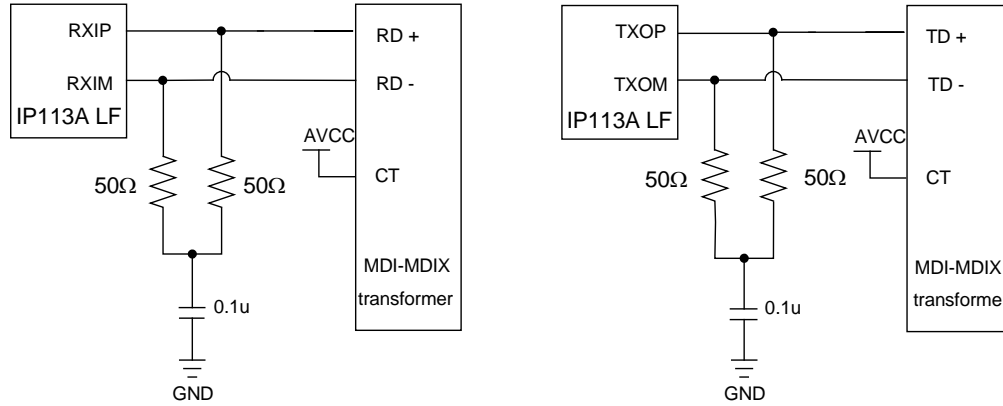 RXIP
RD +
RXIM
RD -
IP113A LF
AVCC
50Ω
50Ω
CT
MDI-MDIX
transformer
0.1u
GND
TXOP
TD +
TXOM
TD -
IP113A LF
AVCC
50Ω
50Ω
CT
MDI-MDIX
transforme
0.1u
GND